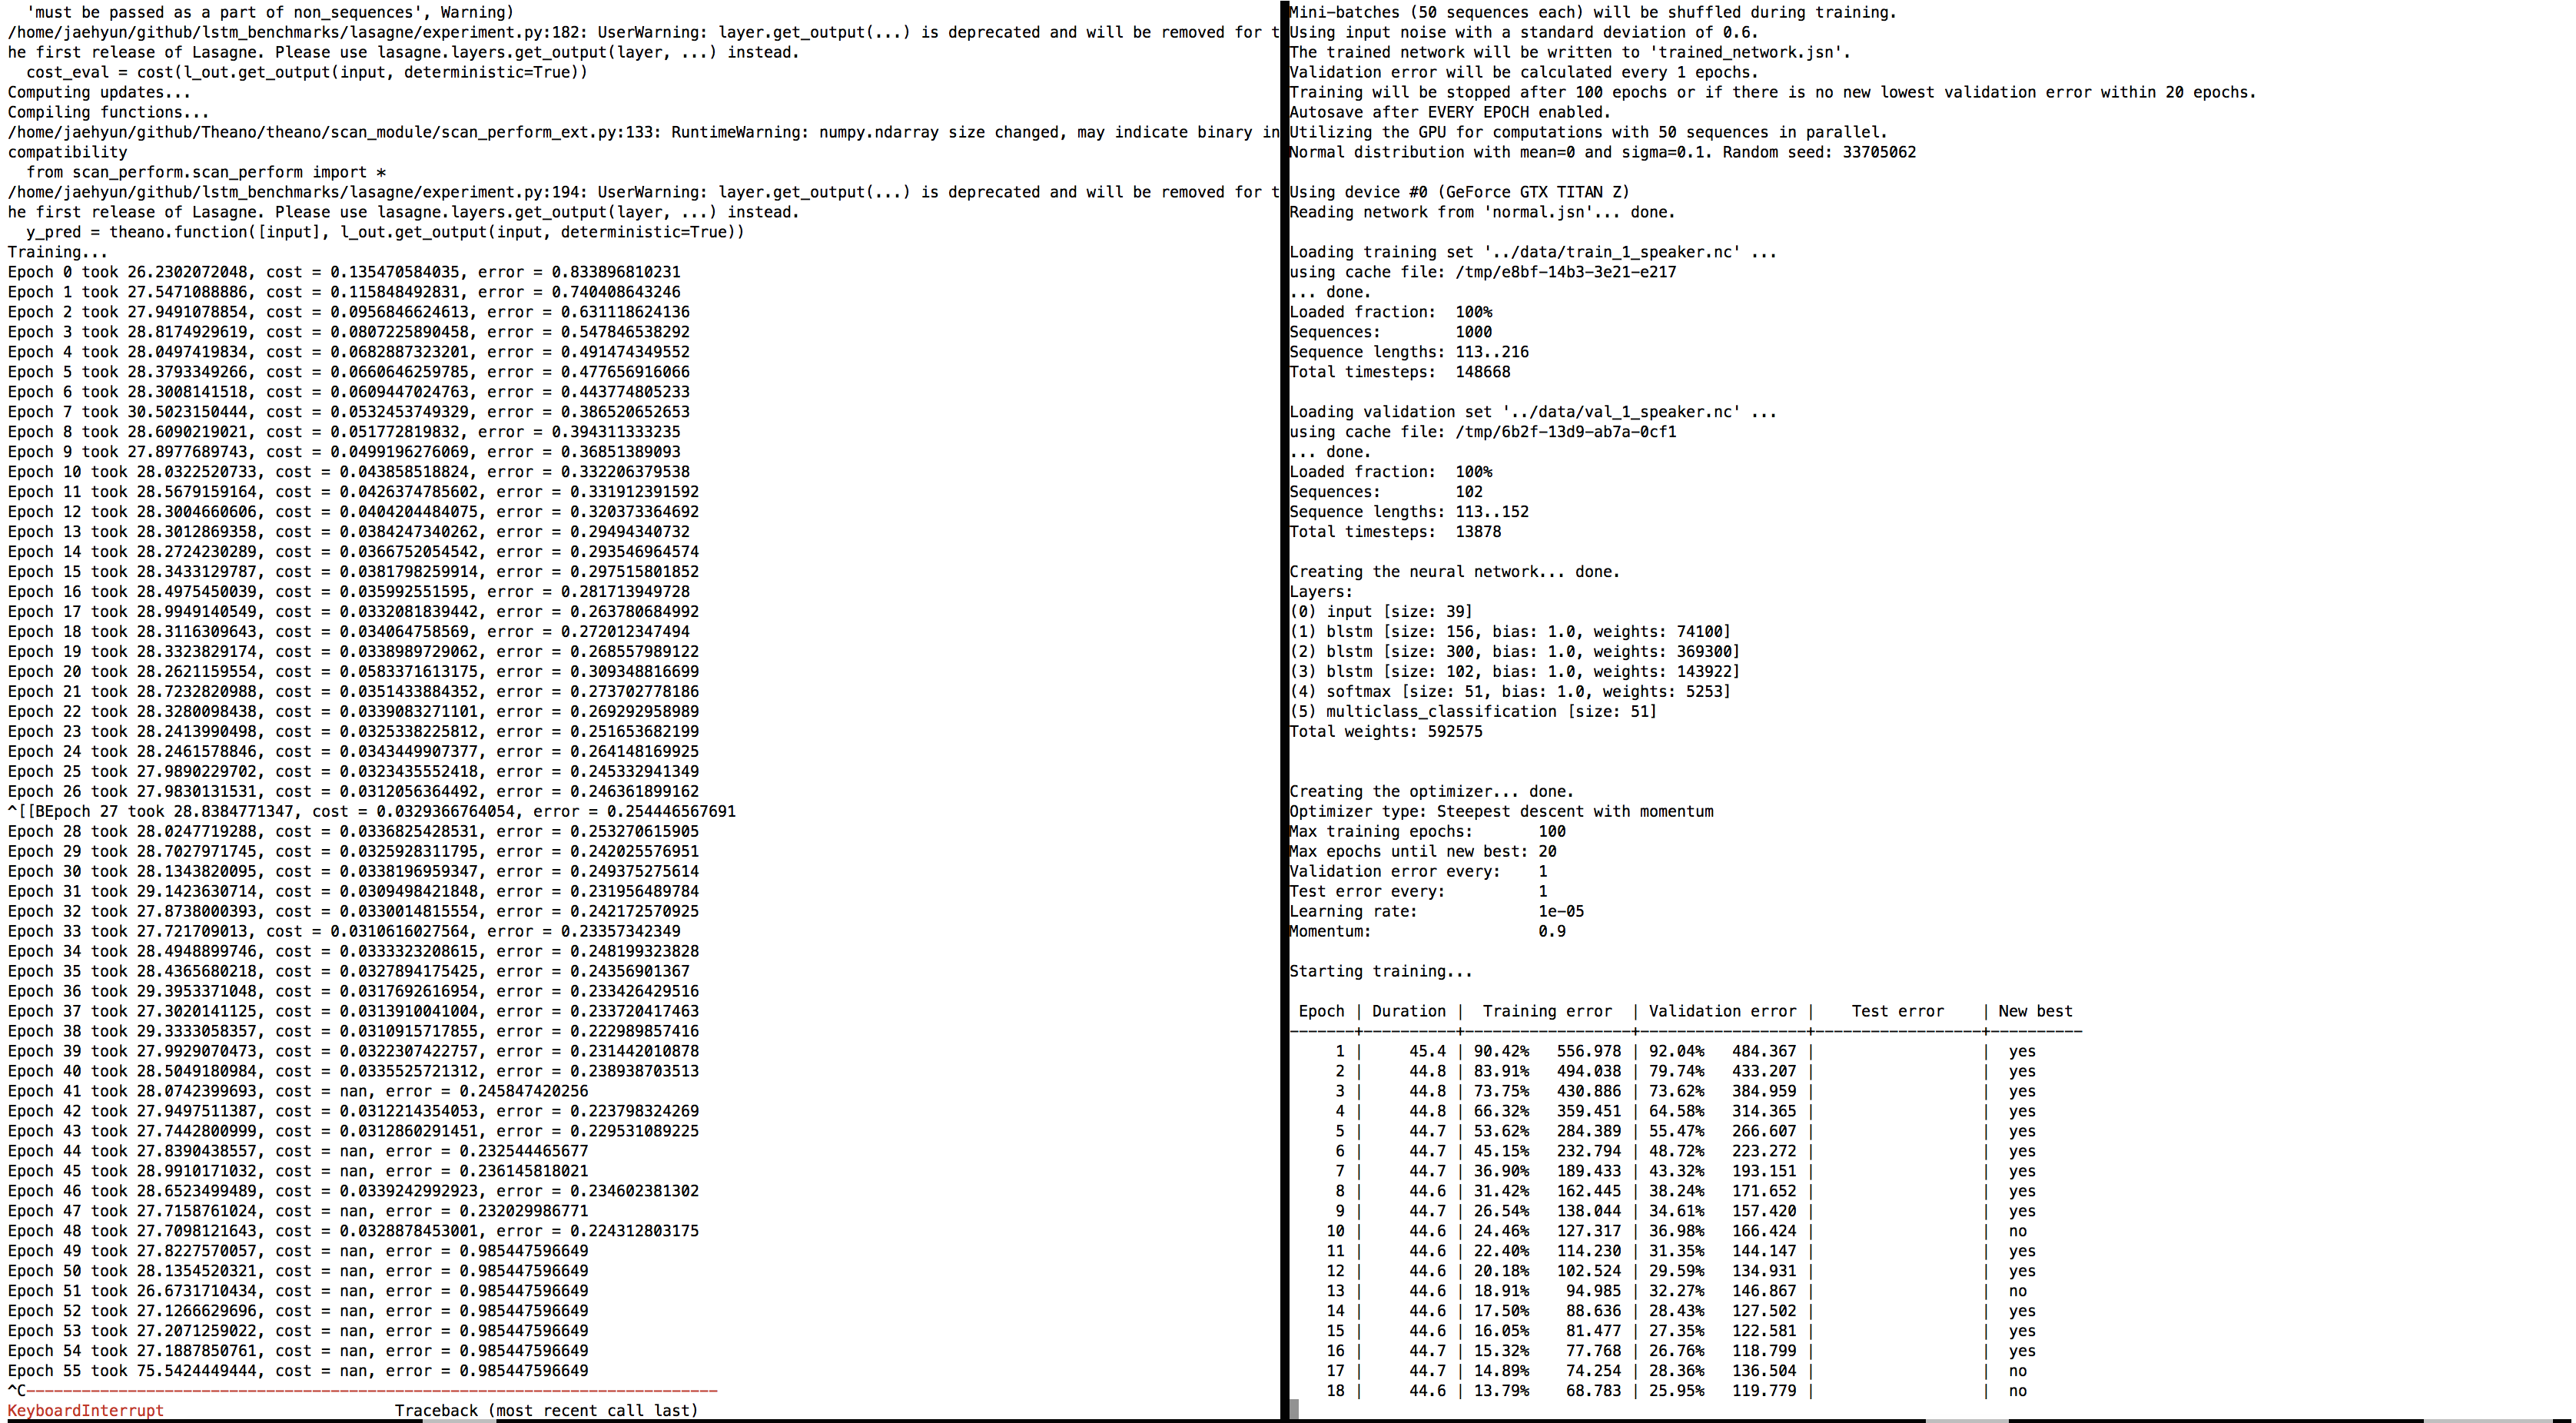 'must be passed as a part of non_sequences', Warning)
/home/jaehyun/github/lstm_benchmarks/lasagne/experiment.py:182: UserWarning: layer.get_output(...) is deprecated and will be removed for t
he first release of Lasagne. Please use lasagne.layers.get_output(layer, ...) instead.
cost_eval = cost(l_out.get_output(input, deterministic=True))
Computing updates...
Compiling functions...
/home/jaehyun/github/Theano/theano/scan_module/scan_perform_ext.py:133: RuntimeWarning: numpy.ndarray size changed, may indicate binary in
compatibility
from scan_perform.scan_perform import *
/home/jaehyun/github/lstm_benchmarks/lasagne/experiment.py:194: UserWarning: layer.get_output(...) is deprecated and will be removed for t
he first release of Lasagne. Please use lasagne.layers.get_output(layer, ...) instead.
y_pred = theano.function([input], l_out.get_output(input, deterministic=True))
Training...
Epoch 0 took 26.2302072048, cost = 0.135470584035, error = 0.833896810231
Epoch 1 took 27.5471088886, cost = 0.115848492831, error = 0.740408643246
Epoch 2 took 27.9491078854, cost = 0.0956846624613, error = 0.631118624136
Epoch 3 took 28.8174929619, cost = 0.0807225890458, error = 0.547846538292
Epoch 4 took 28.0497419834, cost = 0.0682887323201, error = 0.491474349552
Epoch 5 took 28.3793349266, cost = 0.0660646259785, error = 0.477656916066
Epoch 6 took 28.3008141518, cost = 0.0609447024763, error = 0.443774805233
Epoch 7 took 30.5023150444, cost = 0.0532453749329, error = 0.386520652653
Epoch 8 took 28.6090219021, cost = 0.051772819832, error = 0.394311333235
Epoch 9 took 27.8977689743, cost = 0.0499196276069, error = 0.36851389093
Epoch 10 took 28.0322520733, cost = 0.043858518824, error = 0.332206379538
Epoch 11 took 28.5679159164, cost = 0.0426374785602, error = 0.331912391592
Epoch 12 took 28.3004660606, cost = 0.0404204484075, error = 0.320373364692
Epoch 13 took 28.3012869358, cost = 0.0384247340262, error = 0.29494340732
Epoch 14 took 28.2724230289, cost = 0.0366752054542, error = 0.293546964574
Epoch 15 took 28.3433129787, cost = 0.0381798259914, error = 0.297515801852
Epoch 16 took 28.4975450039, cost = 0.035992551595, error = 0.281713949728
Epoch 17 took 28.9949140549, cost = 0.0332081839442, error = 0.263780684992
Epoch 18 took 28.3116309643, cost = 0.034064758569, error = 0.272012347494
Epoch 19 took 28.3323829174, cost = 0.0338989729062, error = 0.268557989122
Epoch 20 took 28.2621159554, cost = 0.0583371613175, error = 0.309348816699
Epoch 21 took 28.7232820988, cost = 0.0351433884352, error = 0.273702778186
Epoch 22 took 28.3280098438, cost = 0.0339083271101, error = 0.269292958989
Epoch 23 took 28.2413990498, cost = 0.0325338225812, error = 0.251653682199
Epoch 24 took 28.2461578846, cost = 0.0343449907377, error = 0.264148169925
Epoch 25 took 27.9890229702, cost = 0.0323435552418, error = 0.245332941349
Epoch 26 took 27.9830131531, cost = 0.0312056364492, error = 0.246361899162
^[[BEpoch 27 took 28.8384771347, cost = 0.0329366764054, error = 0.254446567691
Epoch 28 took 28.0247719288, cost = 0.0336825428531, error = 0.253270615905
Epoch 29 took 28.7027971745, cost = 0.0325928311795, error = 0.242025576951
Epoch 30 took 28.1343820095, cost = 0.0338196959347, error = 0.249375275614
Epoch 31 took 29.1423630714, cost = 0.0309498421848, error = 0.231956489784
Epoch 32 took 27.8738000393, cost = 0.0330014815554, error = 0.242172570925
Epoch 33 took 27.721709013, cost = 0.0310616027564, error = 0.23357342349
Epoch 34 took 28.4948899746, cost = 0.0333323208615, error = 0.248199323828
Epoch 35 took 28.4365680218, cost = 0.0327894175425, error = 0.24356901367
Epoch 36 took 29.3953371048, cost = 0.0317692616954, error = 0.233426429516
Epoch 37 took 27.3020141125, cost = 0.0313910041004, error = 0.233720417463
Epoch 38 took 29.3333058357, cost = 0.0310915717855, error = 0.222989857416
Epoch 39 took 27.9929070473, cost = 0.0322307422757, error = 0.231442010878
Epoch 40 took 28.5049180984, cost = 0.0335525721312, error = 0.238938703513
Epoch 41 took 28.0742399693, cost = nan, error = 0.245847420256
Epoch 42 took 27.9497511387, cost = 0.0312214354053, error = 0.223798324269
Epoch 43 took 27.7442800999, cost = 0.0312860291451, error = 0.229531089225
Epoch 44 took 27.8390438557, cost = nan, error = 0.232544465677
Epoch 45 took 28.9910171032, cost = nan, error = 0.236145818021
Epoch 46 took 28.6523499489, cost = 0.0339242992923, error = 0.234602381302
Epoch 47 took 27.7158761024, cost = nan, error = 0.232029986771
Epoch 48 took 27.7098121643, cost = 0.0328878453001, error = 0.224312803175
Epoch 49 took 27.8227570057, cost = nan, error = 0.985447596649
Epoch 50 took 28.1354520321, cost = nan, error = 0.985447596649
Epoch 51 took 26.6731710434, cost = nan, error = 0.985447596649
Epoch 52 took 27.1266629696, cost = nan, error = 0.985447596649
Epoch 53 took 27.2071259022, cost = nan, error = 0.985447596649
Epoch 54 took 27.1887850761, cost = nan, error = 0.985447596649
Epoch 55 took 75.5424449444, cost = nan, error = 0.985447596649
^C---------------------------------------------------------------------------
KeyboardInterrupt                         Traceback (most recent call last)
Mini-batches (50 sequences each) will be shuffled during training.
Using input noise with a standard deviation of 0.6.
The trained network will be written to 'trained_network.jsn'.
Validation error will be calculated every 1 epochs.
Training will be stopped after 100 epochs or if there is no new lowest validation error within 20 epochs.
Autosave after EVERY EPOCH enabled.
Utilizing the GPU for computations with 50 sequences in parallel.
Normal distribution with mean=0 and sigma=0.1. Random seed: 33705062
Using device #0 (GeForce GTX TITAN Z)
Reading network from 'normal.jsn'... done.
Loading training set '../data/train_1_speaker.nc' ...
using cache file: /tmp/e8bf-14b3-3e21-e217
... done.
Loaded fraction:  100%
Sequences:        1000
Sequence lengths: 113..216
Total timesteps:  148668
Loading validation set '../data/val_1_speaker.nc' ...
using cache file: /tmp/6b2f-13d9-ab7a-0cf1
... done.
Loaded fraction:  100%
Sequences:        102
Sequence lengths: 113..152
Total timesteps:  13878
Creating the neural network... done.
Layers:
(0) input [size: 39]
(1) blstm [size: 156, bias: 1.0, weights: 74100]
(2) blstm [size: 300, bias: 1.0, weights: 369300]
(3) blstm [size: 102, bias: 1.0, weights: 143922]
(4) softmax [size: 51, bias: 1.0, weights: 5253]
(5) multiclass_classification [size: 51]
Total weights: 592575
Creating the optimizer... done.
Optimizer type: Steepest descent with momentum
Max training epochs:       100
Max epochs until new best: 20
Validation error every:    1
Test error every:          1
Learning rate:             1e-05
Momentum:                  0.9
Starting training...
Epoch | Duration |  Training error  | Validation error |    Test error    | New best
-------+----------+------------------+------------------+------------------+----------
1 |     45.4 | 90.42%   556.978 | 92.04%   484.367 |                  |  yes
2 |     44.8 | 83.91%   494.038 | 79.74%   433.207 |                  |  yes
3 |     44.8 | 73.75%   430.886 | 73.62%   384.959 |                  |  yes
4 |     44.8 | 66.32%   359.451 | 64.58%   314.365 |                  |  yes
5 |     44.7 | 53.62%   284.389 | 55.47%   266.607 |                  |  yes
6 |     44.7 | 45.15%   232.794 | 48.72%   223.272 |                  |  yes
7 |     44.7 | 36.90%   189.433 | 43.32%   193.151 |                  |  yes
8 |     44.6 | 31.42%   162.445 | 38.24%   171.652 |                  |  yes
9 |     44.7 | 26.54%   138.044 | 34.61%   157.420 |                  |  yes
10 |     44.6 | 24.46%   127.317 | 36.98%   166.424 |                  |  no
11 |     44.6 | 22.40%   114.230 | 31.35%   144.147 |                  |  yes
12 |     44.6 | 20.18%   102.524 | 29.59%   134.931 |                  |  yes
13 |     44.6 | 18.91%    94.985 | 32.27%   146.867 |                  |  no
14 |     44.6 | 17.50%    88.636 | 28.43%   127.502 |                  |  yes
15 |     44.6 | 16.05%    81.477 | 27.35%   122.581 |                  |  yes
16 |     44.7 | 15.32%    77.768 | 26.76%   118.799 |                  |  yes
17 |     44.7 | 14.89%    74.254 | 28.36%   136.504 |                  |  no
18 |     44.6 | 13.79%    68.783 | 25.95%   119.779 |                  |  no